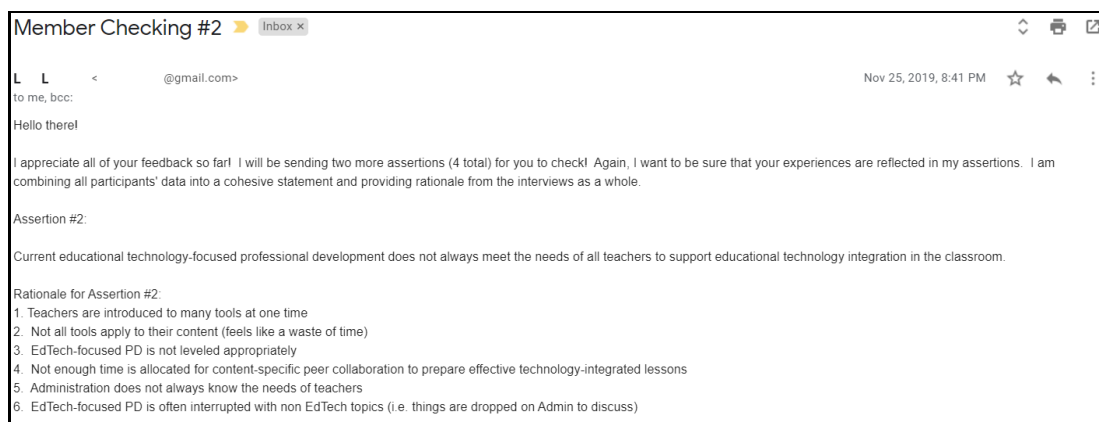 Member Checking #2 Inbox ×
L L < @gmail.com> Nov 25, 2019, 8:41 PM
to me, bcc:
Hello there!
I appreciate all of your feedback so far!  I will be sending two more assertions (4 total) for you to check!  Again, I want to be sure that your experiences are reflected in my assertions.  I am
combining all participants' data into a cohesive statement and providing rationale from the interviews as a whole.
Assertion #2:
Current educational technology-focused professional development does not always meet the needs of all teachers to support educational technology integration in the classroom.
Rationale for Assertion #2:
1. Teachers are introduced to many tools at one time
2.  Not all tools apply to their content (feels like a waste of time)
3.  EdTech-focused PD is not leveled appropriately
4.  Not enough time is allocated for content-specific peer collaboration to prepare effective technology-integrated lessons
5.  Administration does not always know the needs of teachers
6.  EdTech-focused PD is often interrupted with non EdTech topics (i.e. things are dropped on Admin to discuss)